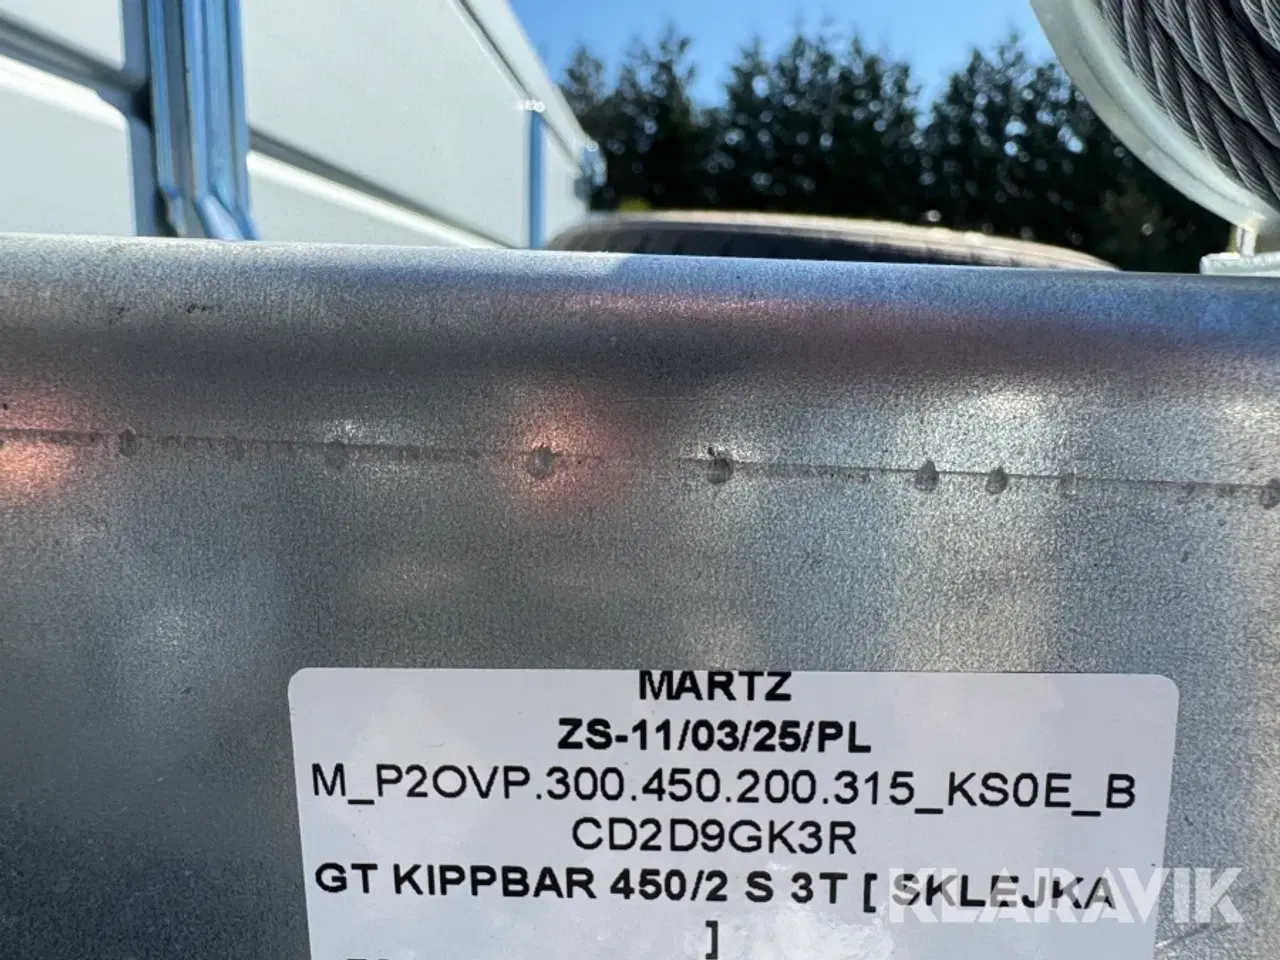 MARTZ
ZS-11/03/25/PL
M_P2OVP.300.450.200.315_KS0E_B
CD2D9GK3R
GT KIPPBAR 450/2 S 3T [ SKLEJKA
]
KLARAVIK